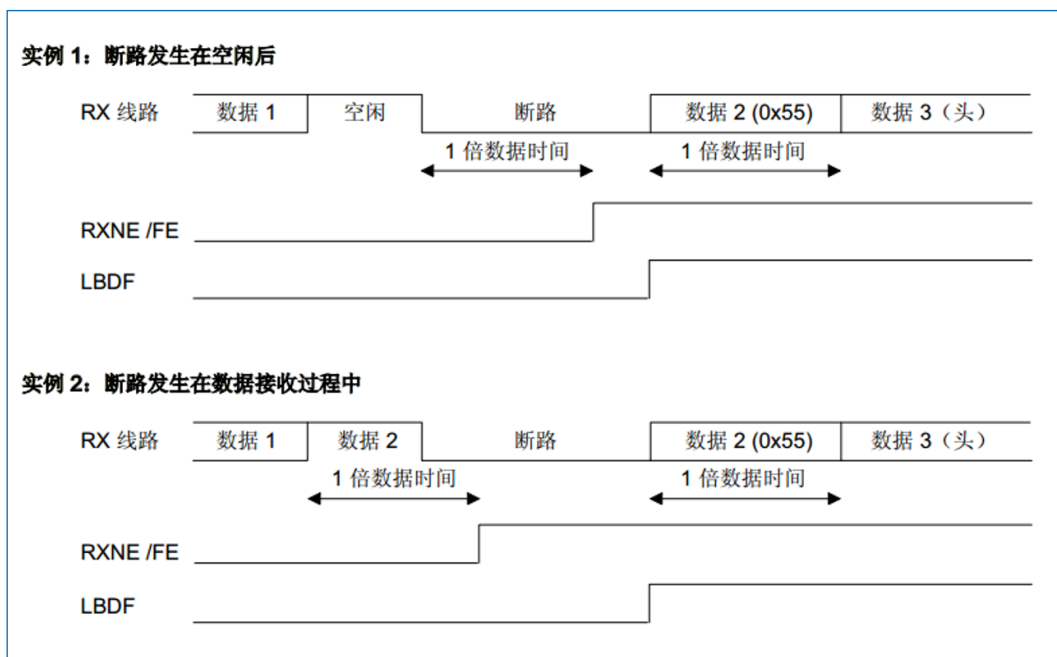 实例 1：断路发生在空闲后
RX 线路 数据 1 空闲 断路 数据 2 (0x55) 数据 3（头）
1 倍数据时间 1 倍数据时间
RXNE /FE
LBDF
实例 2：断路发生在数据接收过程中
RX 线路 数据 1 数据 2 断路 数据 2 (0x55) 数据 3（头）
1 倍数据时间 1 倍数据时间
RXNE /FE
LBDF